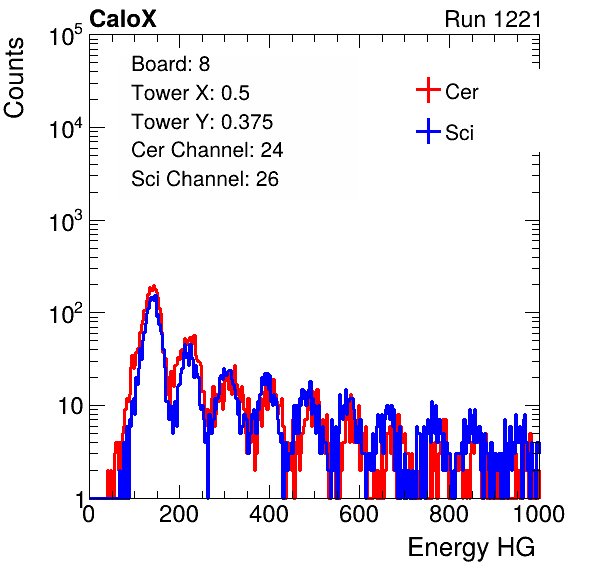 CaloX Run 1221
Counts
Board: 8
Tower X: 0.5
Tower Y: 0.375
Cer Channel: 24
Sci Channel: 26
Cer
Sci
10^5
10^4
10^3
10^2
10
1
0 200 400 600 800 1000
Energy HG